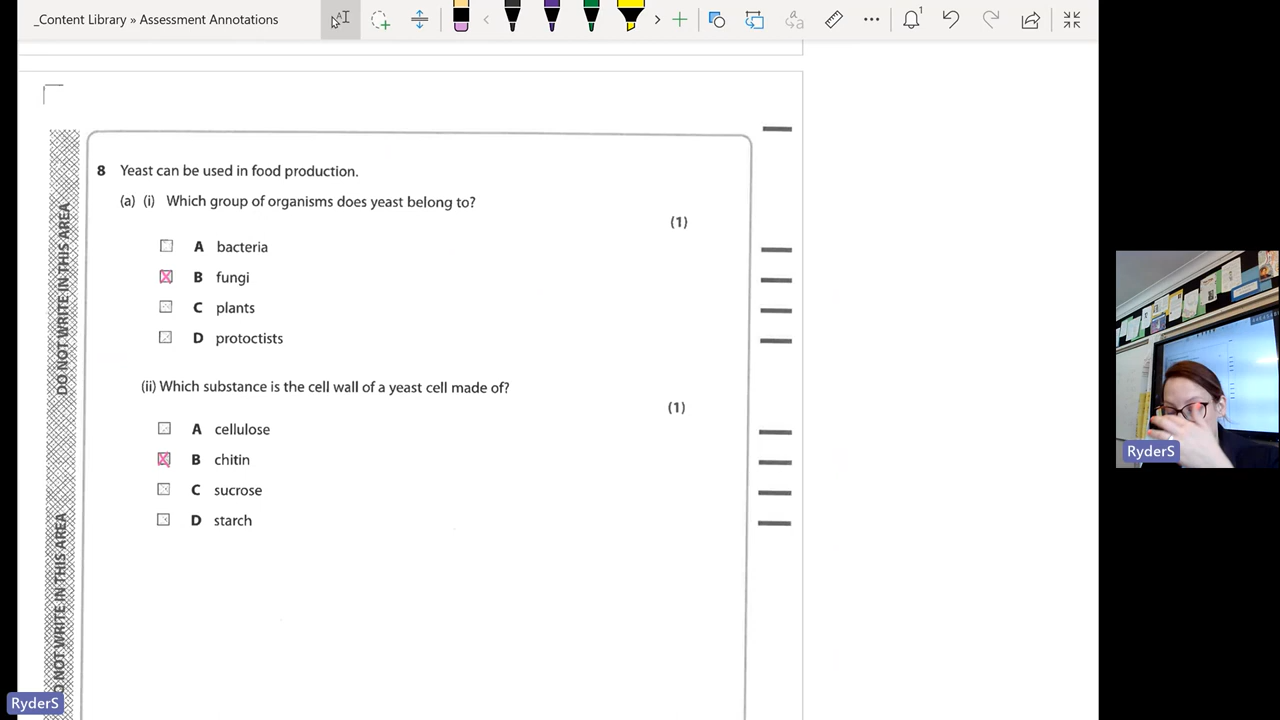 _Content Library » Assessment Annotations
1
8 Yeast can be used in food production.
(a) (i) Which group of organisms does yeast belong to?
(1)
A bacteria
B fungi
C plants
D protoctists
(ii) Which substance is the cell wall of a yeast cell made of?
(1)
A cellulose
B chitin
C sucrose
D starch
DO NOT WRITE IN THIS AREA
DO NOT WRITE IN THIS AREA
RyderS
RyderS